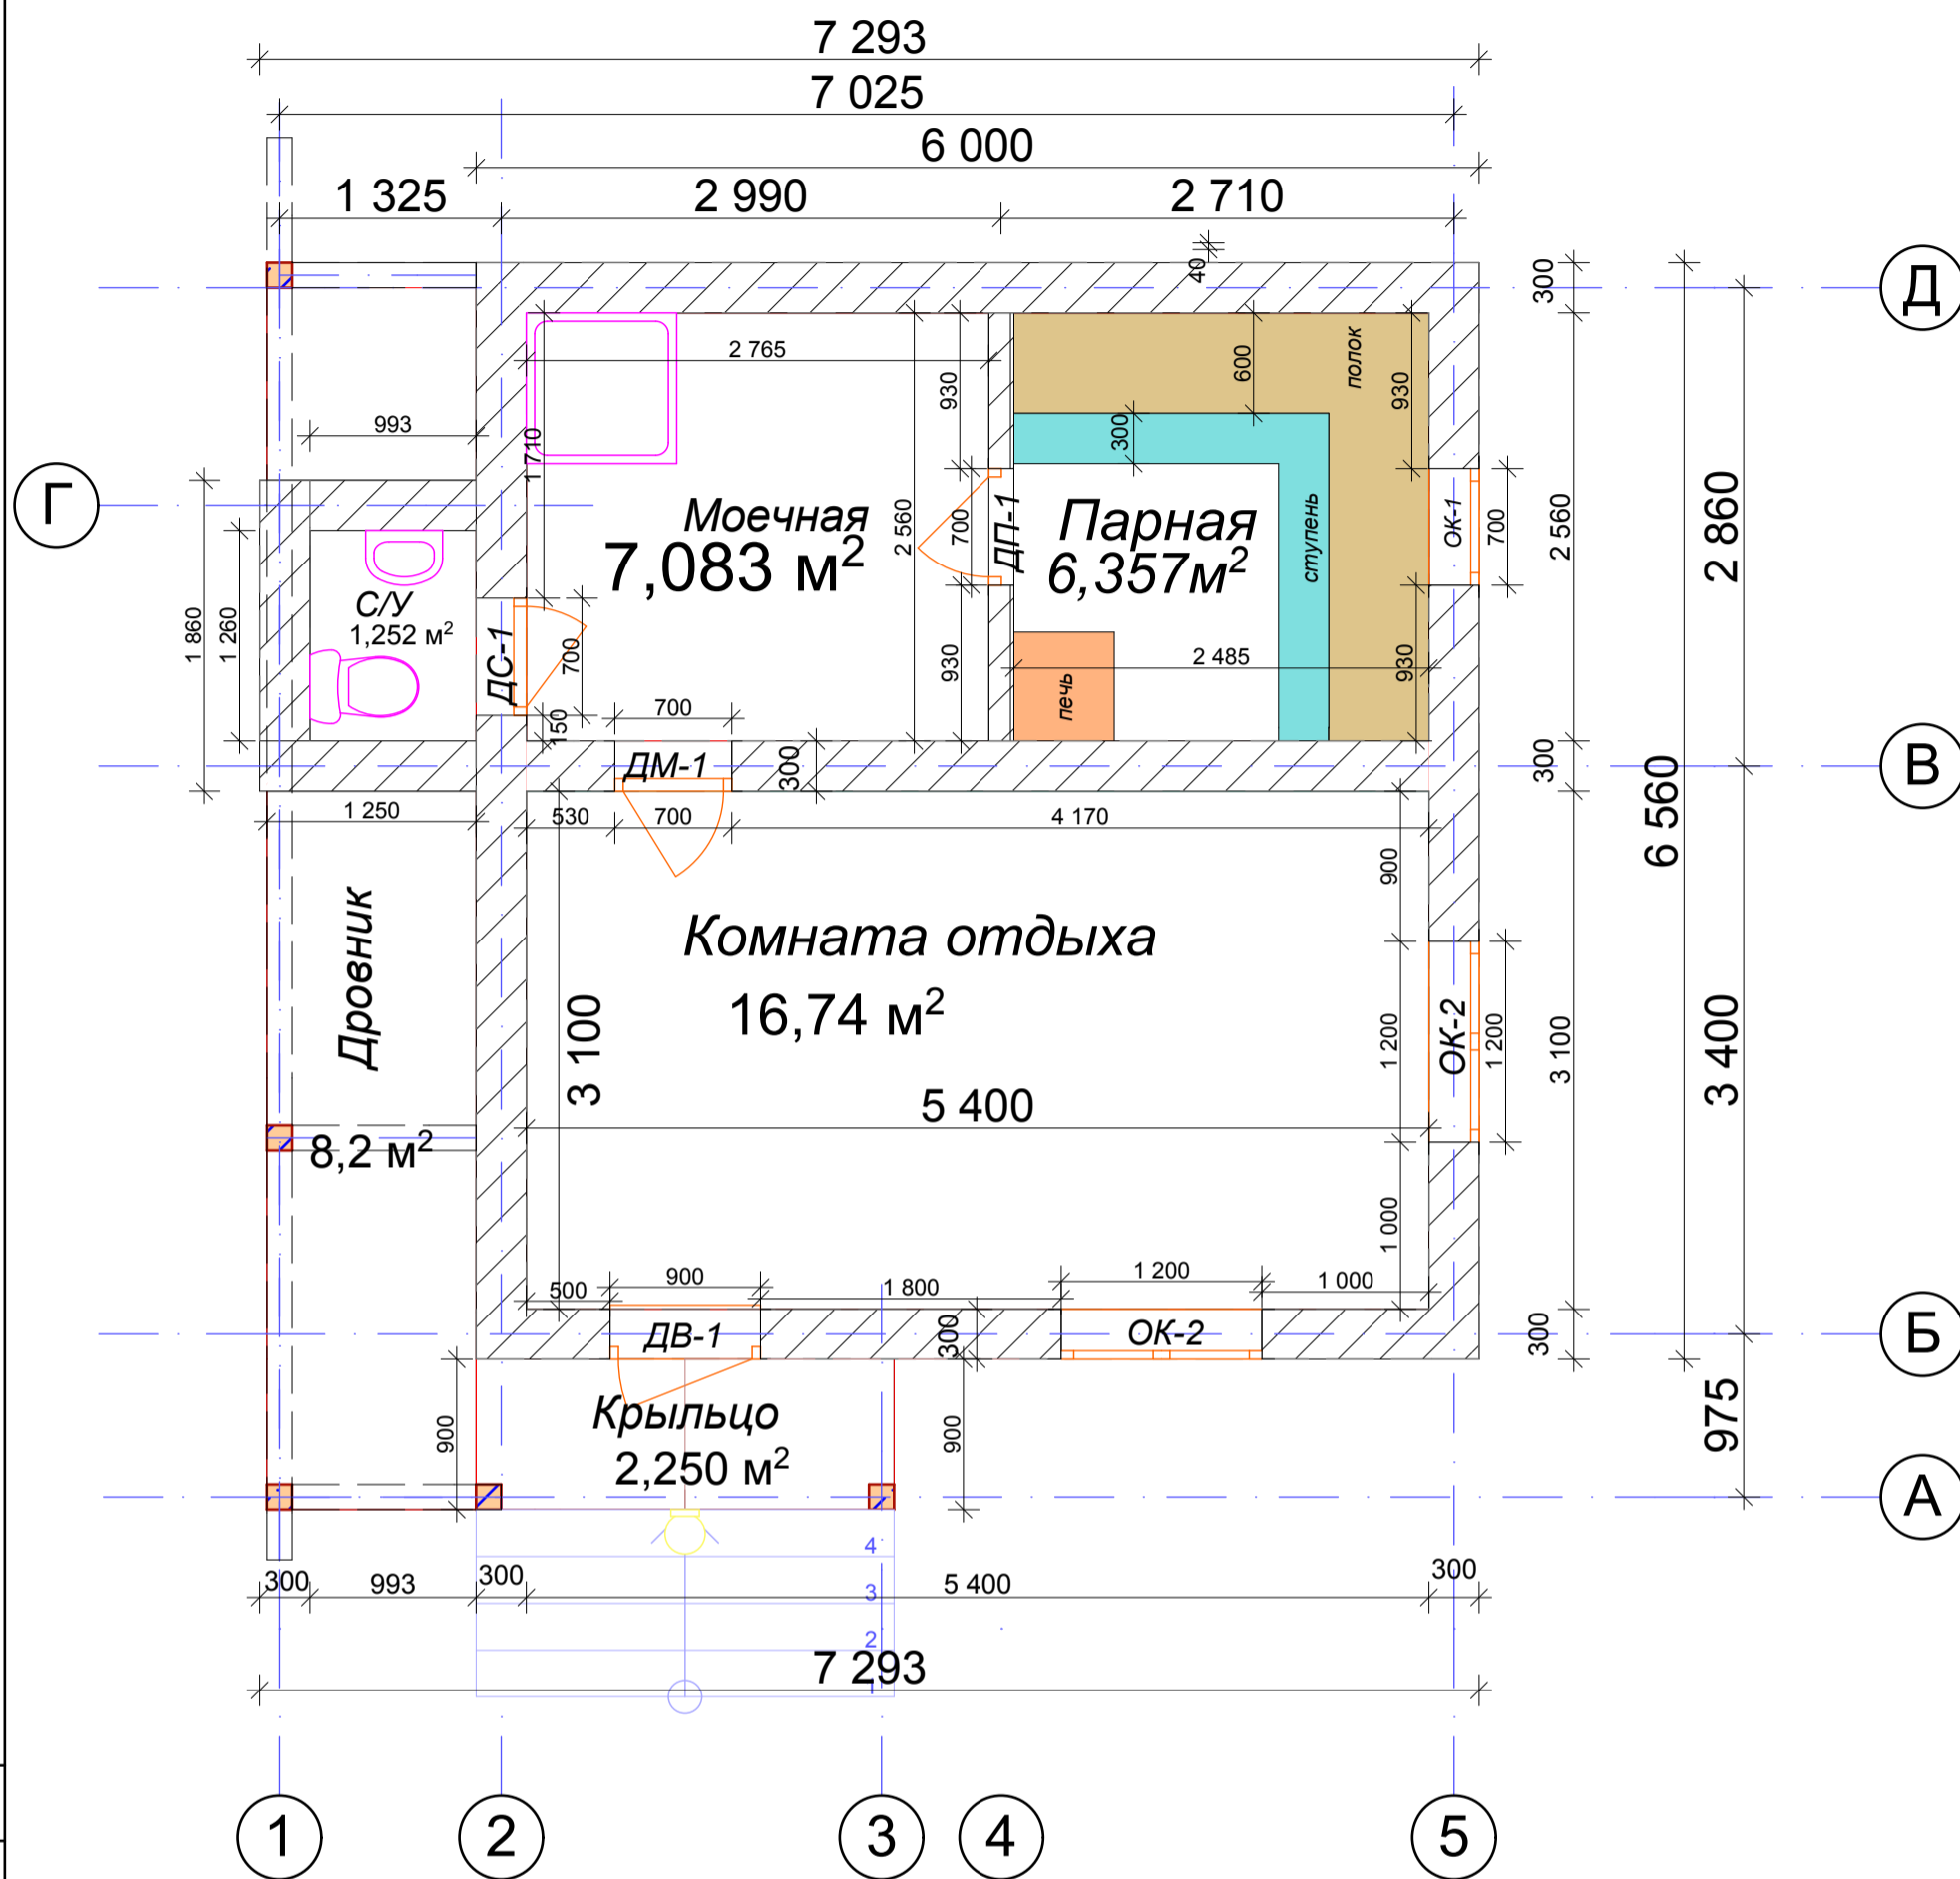 7 293
7 025
6 000
1 325
2 990
2 710
40
300
Д
2 765
930
600
полок
930
993
1 710
300
Г
Моечная
7,083 м²
2 560
700
ДП-1
Парная
6,357м²
ступень
ОК-1
700
2 560
2 860
С/У
1,252 м²
1 860
1 260
ДС-1
700
930
2 485
930
печь
150
700
ДМ-1
300
300
В
1 250
530
700
4 170
6 560
900
Дровник
Комната отдыха
16,74 м²
3 100
1 200
ОК-2
1 200
3 100
3 400
5 400
8,2 м²
1 000
500
900
1 800
1 200
1 000
ДВ-1
300
ОК-2
300
Б
Крыльцо
2,250 м²
900
900
975
А
4
3
2
1
300
993
300
5 400
300
7 293
1
2
3
4
5